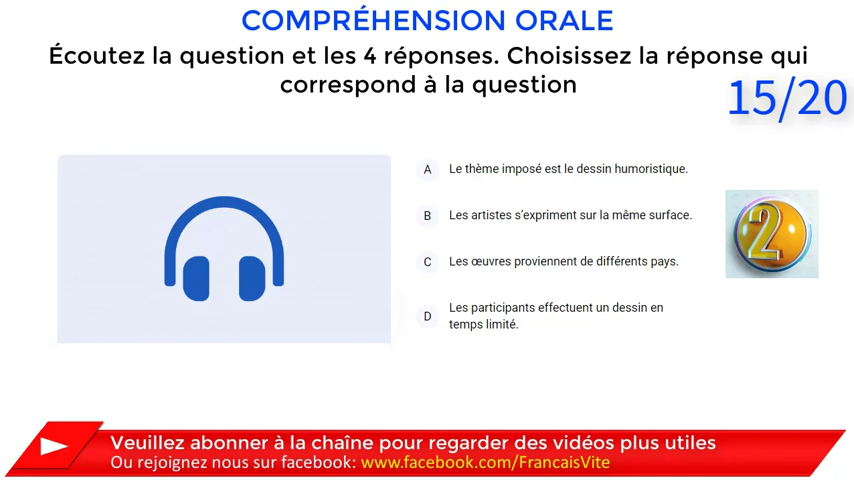 COMPRÉHENSION ORALE
Écoutez la question et les 4 réponses. Choisissez la réponse qui
correspond à la question
15/20
A Le thème imposé est le dessin humoristique.
B Les artistes s'expriment sur la même surface.
2
C Les œuvres proviennent de différents pays.
D Les participants effectuent un dessin en
temps limité.
Veuillez abonner à la chaîne pour regarder des vidéos plus utiles
Ou rejoignez nous sur facebook: www.facebook.com/FrancaisVite